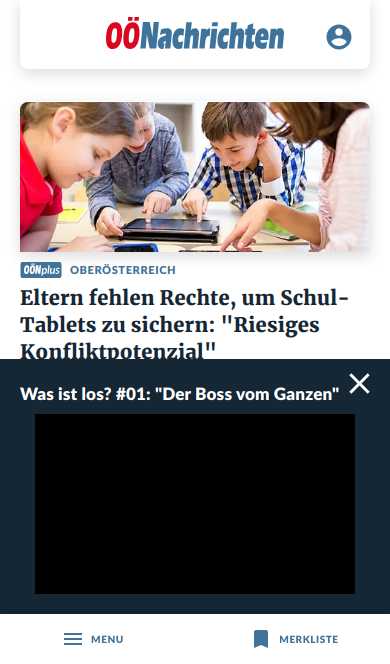 OÖNachrichten
OÖNplus OBERÖSTERREICH
Eltern fehlen Rechte, um Schul-
Tablets zu sichern: "Riesiges
Konfliktpotenzial"
Was ist los? #01: "Der Boss vom Ganzen"
MENU
MERKLISTE